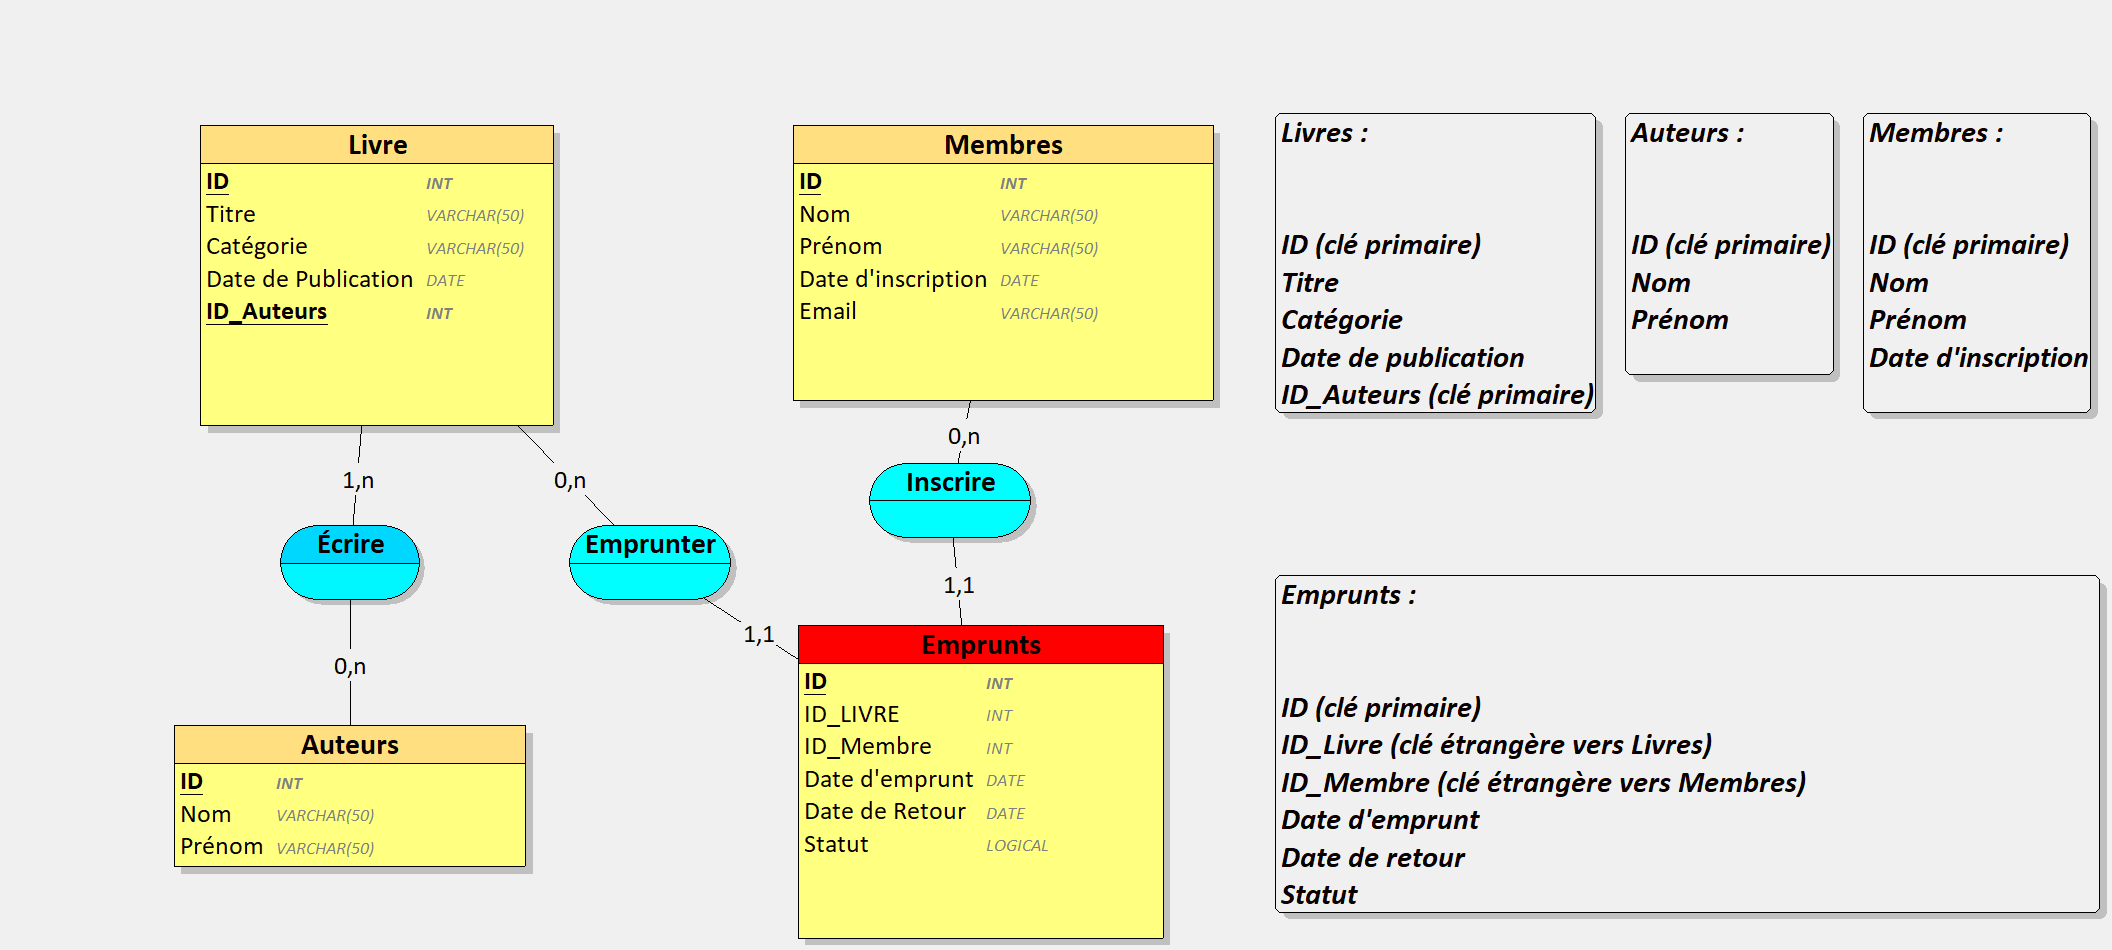 Livre
ID INT
Titre VARCHAR(50)
Catégorie VARCHAR(50)
Date de Publication DATE
ID_Auteurs INT
Membres
ID INT
Nom VARCHAR(50)
Prénom VARCHAR(50)
Date d'inscription DATE
Email VARCHAR(50)
Livres :
ID (clé primaire)
Titre
Catégorie
Date de publication
ID_Auteurs (clé primaire)
Auteurs :
ID (clé primaire)
Nom
Prénom
Membres :
ID (clé primaire)
Nom
Prénom
Date d'inscription
1,n
0,n
0,n
Écrire
Emprunter
Inscrire
0,n
1,1
1,1
Auteurs
ID INT
Nom VARCHAR(50)
Prénom VARCHAR(50)
Emprunts
ID INT
ID_LIVRE INT
ID_Membre INT
Date d'emprunt DATE
Date de Retour DATE
Statut LOGICAL
Emprunts :
ID (clé primaire)
ID_Livre (clé étrangère vers Livres)
ID_Membre (clé étrangère vers Membres)
Date d'emprunt
Date de retour
Statut